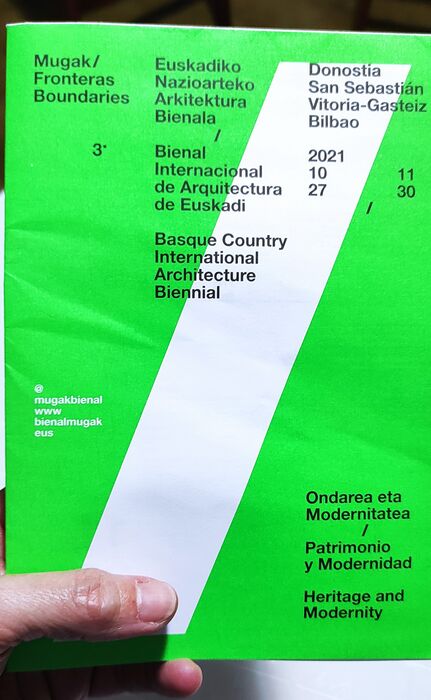 Mugak/
Fronteras
Boundaries
3ª
Euskadiko
Nazioarteko
Arkitektura
Bienala
/
Bienal
Internacional
de Arquitectura
de Euskadi
Basque Country
International
Architecture
Biennial
Donostia
San Sebastián
Vitoria-Gasteiz
Bilbao
2021
10 11
27 30
/
@
mugakbienal
www
bienalmugak
eus
Ondarea eta
Modernitatea
/
Patrimonio
y Modernidad
Heritage and
Modernity